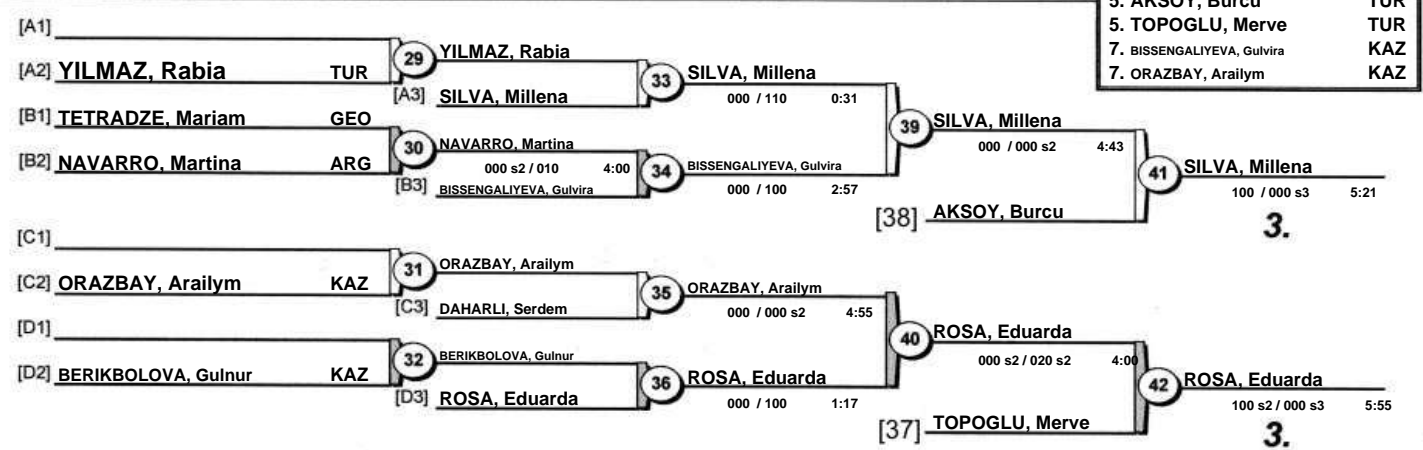 5. AKSOY, Burcu TUR
5. TOPOGLU, Merve TUR
7. BISSENGALIYEVA, Gulvira KAZ
7. ORAZBAY, Arailym KAZ
[A1]
[A2] YILMAZ, Rabia TUR
29
YILMAZ, Rabia
[A3] SILVA, Millena
33
SILVA, Millena
000 / 110 0:31
[B1] TETRADZE, Mariam GEO
[B2] NAVARRO, Martina ARG
30
NAVARRO, Martina
000 s2 / 010 4:00
[B3] BISSENGALIYEVA, Gulvira
34
BISSENGALIYEVA, Gulvira
000 / 100 2:57
39
SILVA, Millena
000 / 000 s2 4:43
[38] AKSOY, Burcu
41
SILVA, Millena
100 / 000 s3 5:21
3.
[C1]
[C2] ORAZBAY, Arailym KAZ
31
ORAZBAY, Arailym
[C3] DAHARLI, Serdem
35
ORAZBAY, Arailym
000 / 000 s2 4:55
[D1]
[D2] BERIKBOLOVA, Gulnur KAZ
32
BERIKBOLOVA, Gulnur
[D3] ROSA, Eduarda
36
ROSA, Eduarda
000 / 100 1:17
40
ROSA, Eduarda
000 s2 / 020 s2 4:00
[37] TOPOGLU, Merve
42
ROSA, Eduarda
100 s2 / 000 s3 5:55
3.